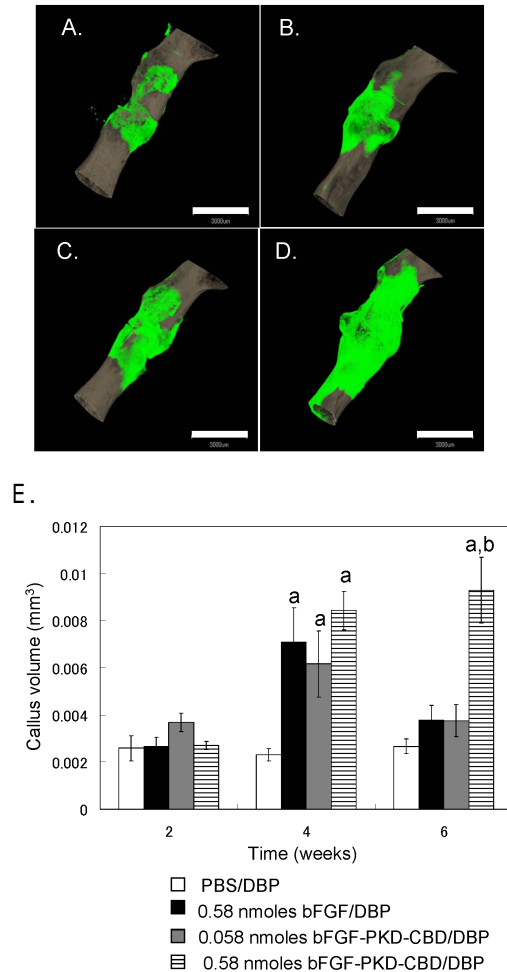 A.
B.
3000um
3000um
C.
D.
3000um
3000um
E.
0.012
0.01
0.008
0.006
0.004
0.002
0
Callus volume (mm³)
a
a
a
a,b
2
4
6
Time (weeks)
PBS/DBP
0.58 nmoles bFGF/DBP
0.058 nmoles bFGF-PKD-CBD/DBP
0.58 nmoles bFGF-PKD-CBD/DBP